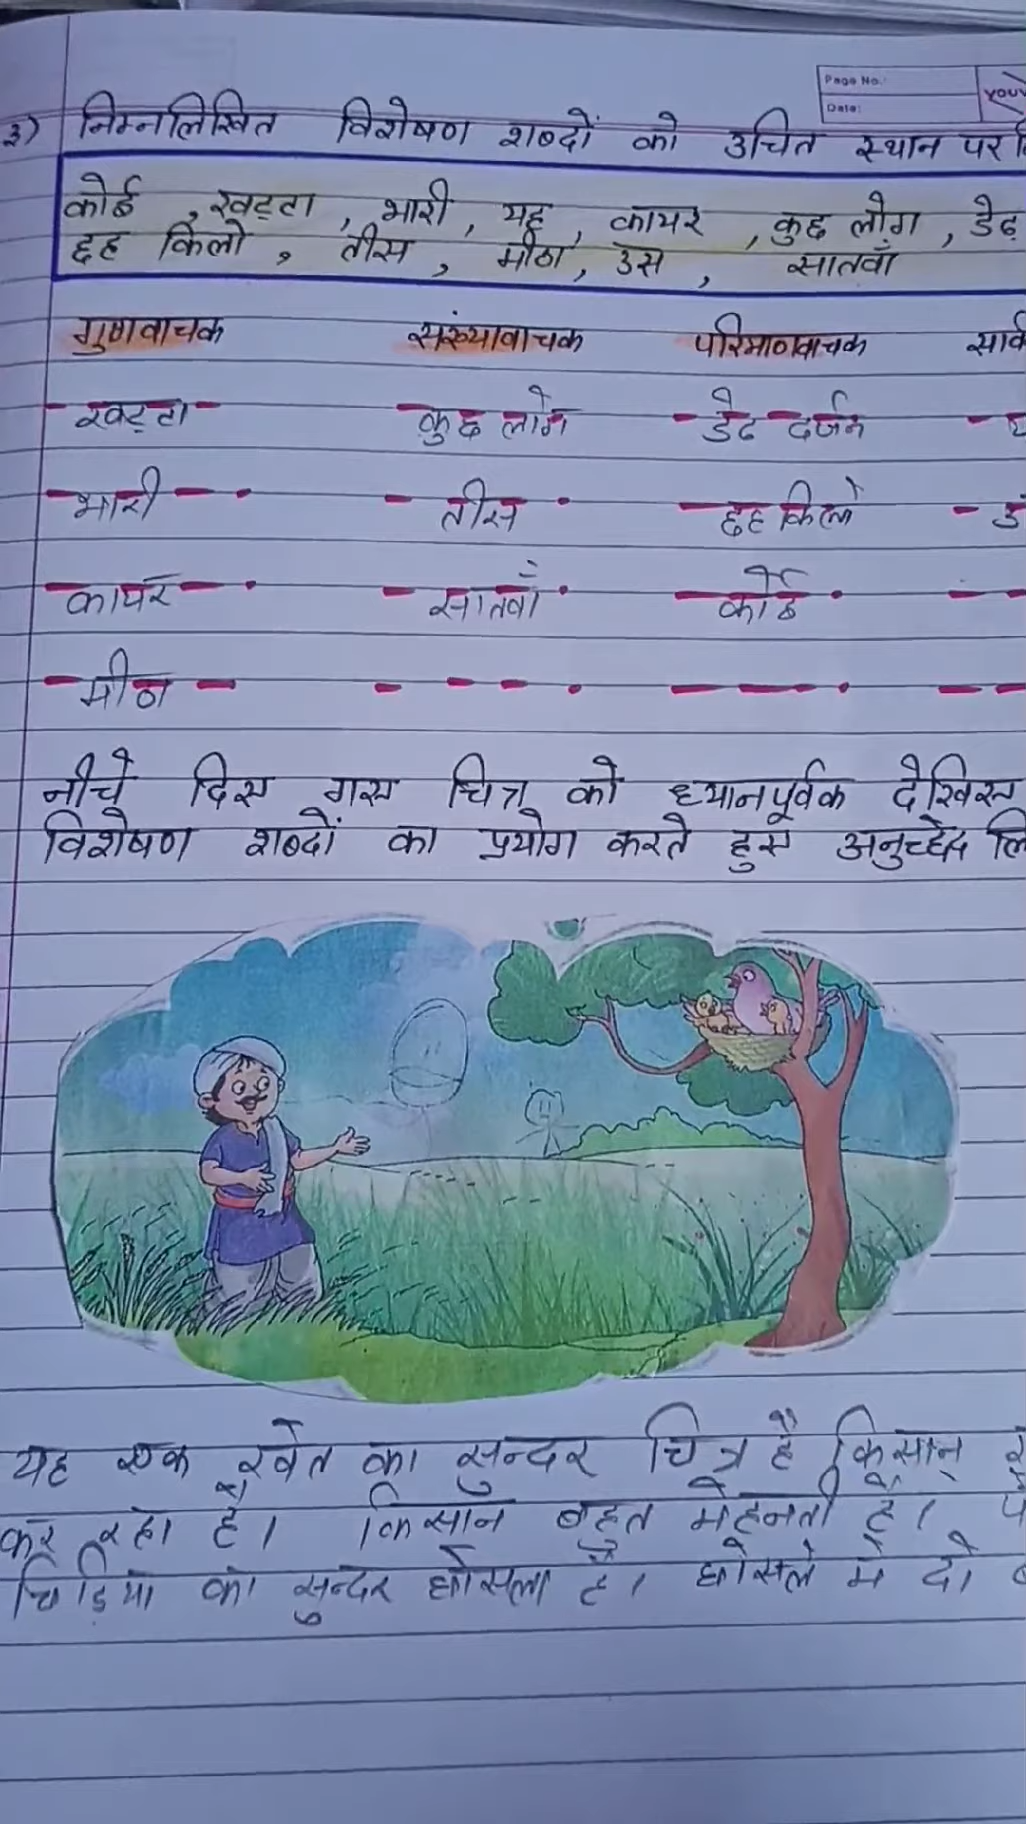 Page No.:
Date:
YOUV
3) निम्नलिखित विशेषण शब्दों को उचित स्थान पर
कोई , खट्टा , भारी , यह , कायर , कुछ लोग , डेढ़
छह किलो , तीस , मीठा , उस , सातवाँ
गुणवाचक संख्यावाचक परिमाणवाचक सार्व
खट्टा कुछ लोग डेढ दर्जन
भारी तीस छह किलो
कायर सातवाँ कोई
मीठा
नीचे दिए गए चित्र को ध्यानपूर्वक देखिए
विशेषण शब्दों का प्रयोग करते हुए अनुच्छेद लि
यह एक खेत का सुन्दर चित्र है किसान
कर रहा है। किसान बहुत मेहनती है।
चिड़िया का सुन्दर घोंसला है। घोसले मे दो